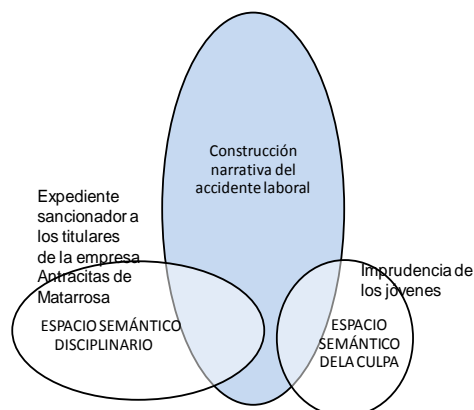 Construcción
narrativa del
accidente laboral
Expediente
sancionador a
los titulares
de la empresa
Antracitas de
Matarrosa
ESPACIO SEMÁNTICO
DISCIPLINARIO
Imprudencia de
los jóvenes
ESPACIO
SEMÁNTICO
DELA CULPA